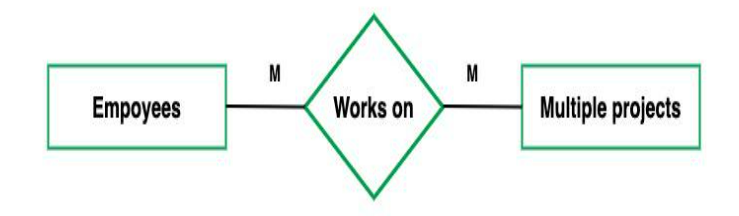 M
M
Empoyees
Works on
Multiple projects